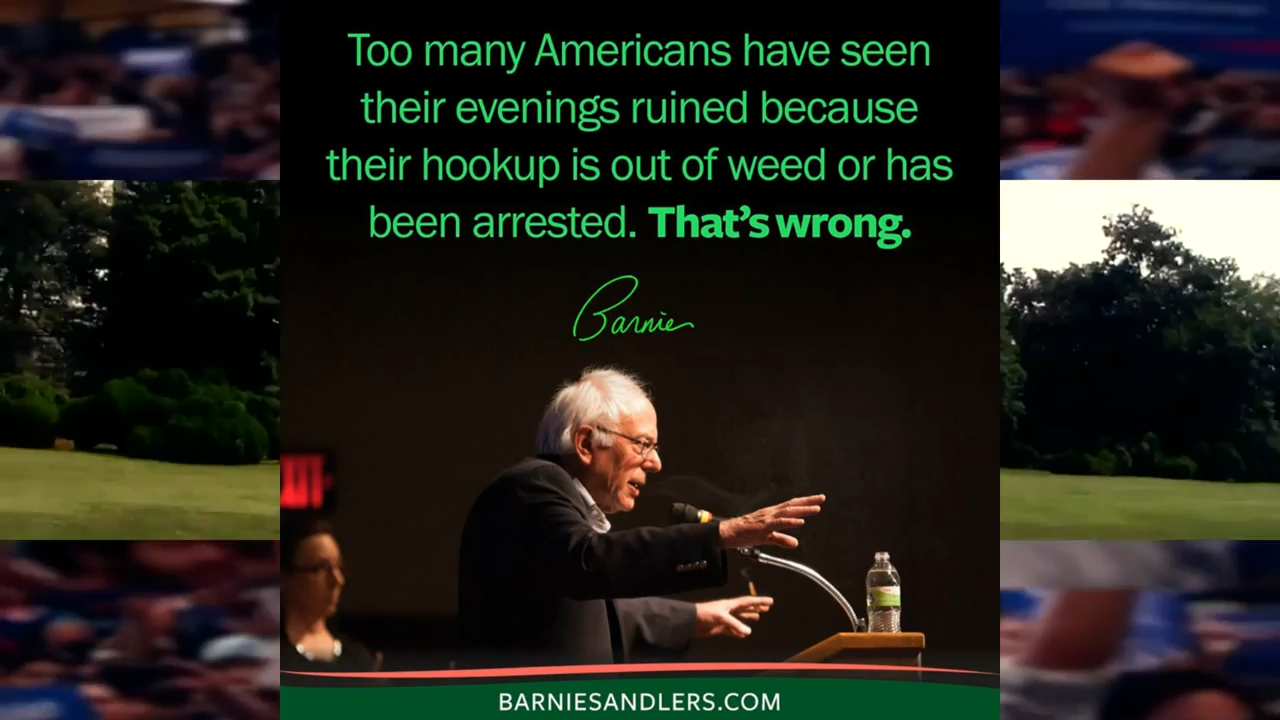 Too many Americans have seen
their evenings ruined because
their hookup is out of weed or has
been arrested. That's wrong.
Barnie
BARNIESANDLERS.COM